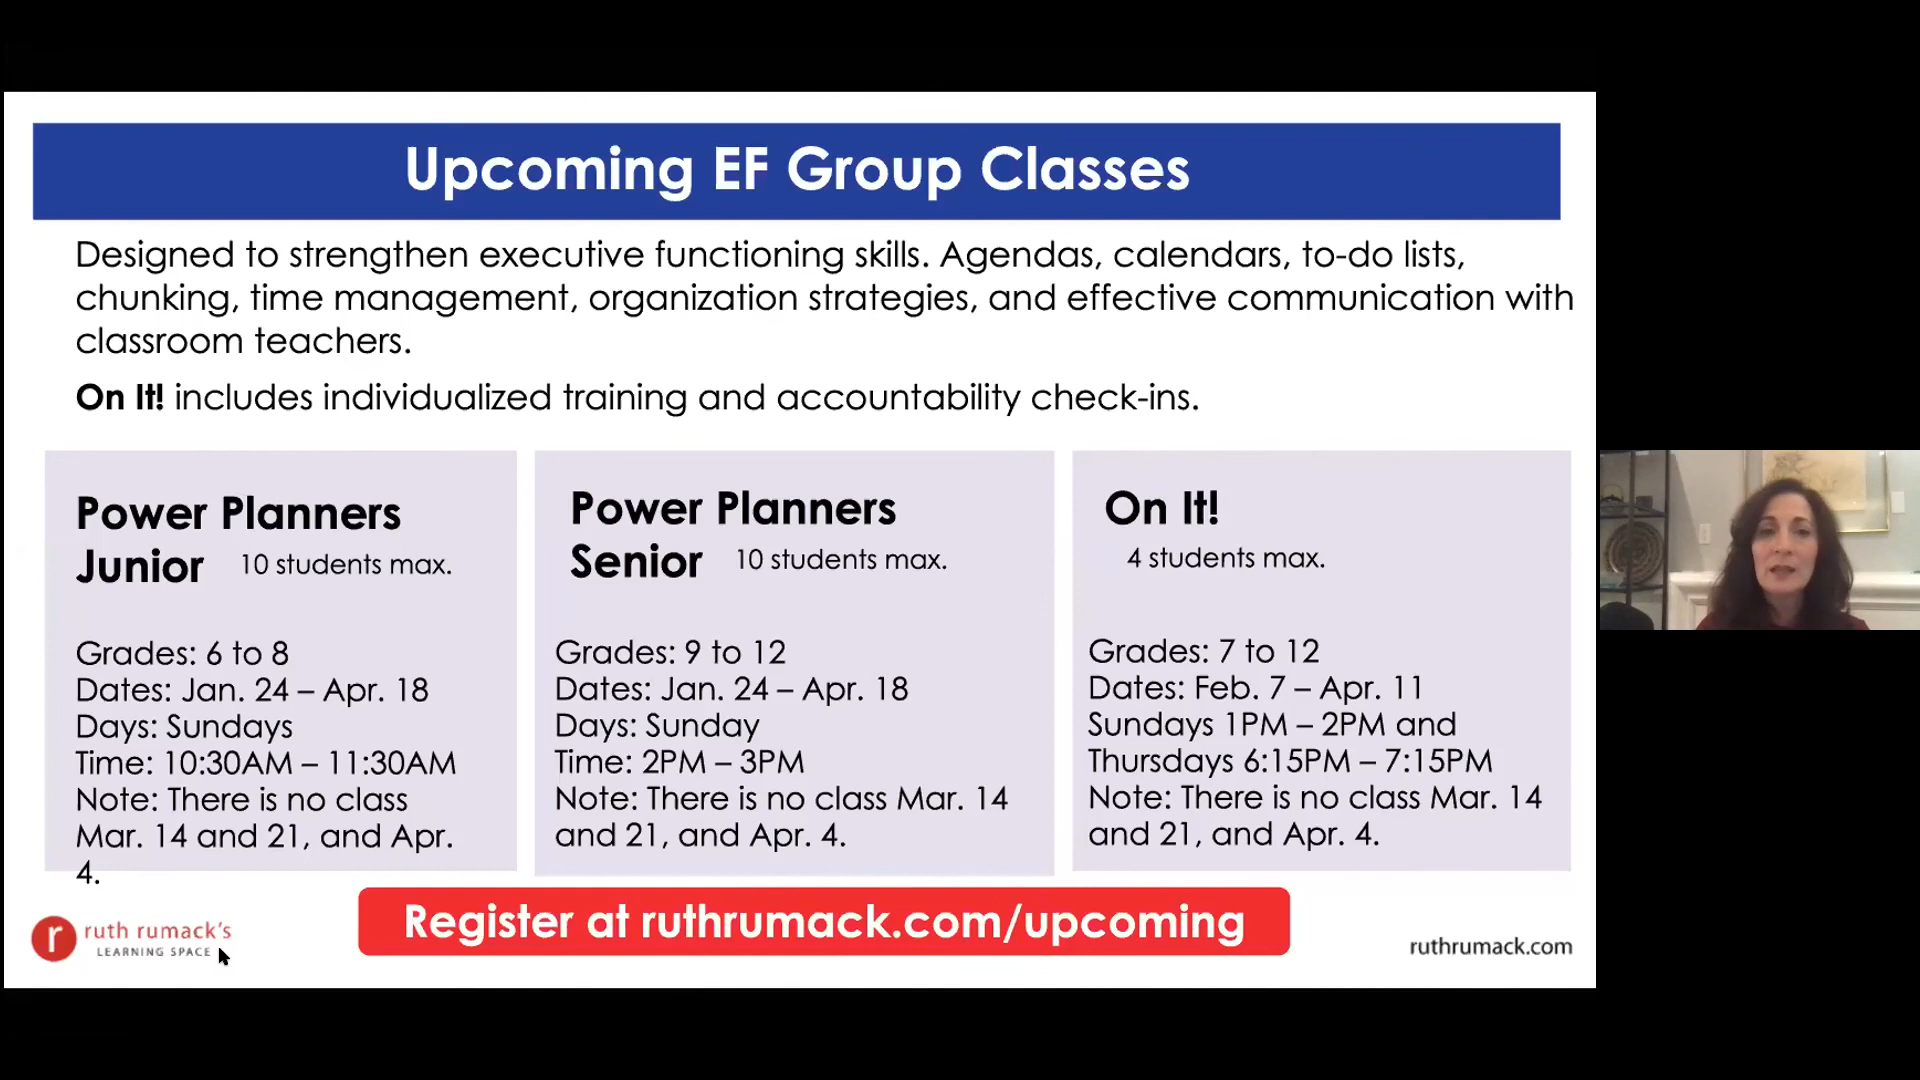 Upcoming EF Group Classes
Designed to strengthen executive functioning skills. Agendas, calendars, to-do lists,
chunking, time management, organization strategies, and effective communication with
classroom teachers.
On It! includes individualized training and accountability check-ins.
Power Planners
Junior 10 students max.
Grades: 6 to 8
Dates: Jan. 24 – Apr. 18
Days: Sundays
Time: 10:30AM – 11:30AM
Note: There is no class
Mar. 14 and 21, and Apr.
4.
Power Planners
Senior 10 students max.
Grades: 9 to 12
Dates: Jan. 24 – Apr. 18
Days: Sunday
Time: 2PM – 3PM
Note: There is no class Mar. 14
and 21, and Apr. 4.
On It!
4 students max.
Grades: 7 to 12
Dates: Feb. 7 – Apr. 11
Sundays 1PM – 2PM and
Thursdays 6:15PM – 7:15PM
Note: There is no class Mar. 14
and 21, and Apr. 4.
r
ruth rumack's
LEARNING SPACE
Register at ruthrumack.com/upcoming
ruthrumack.com